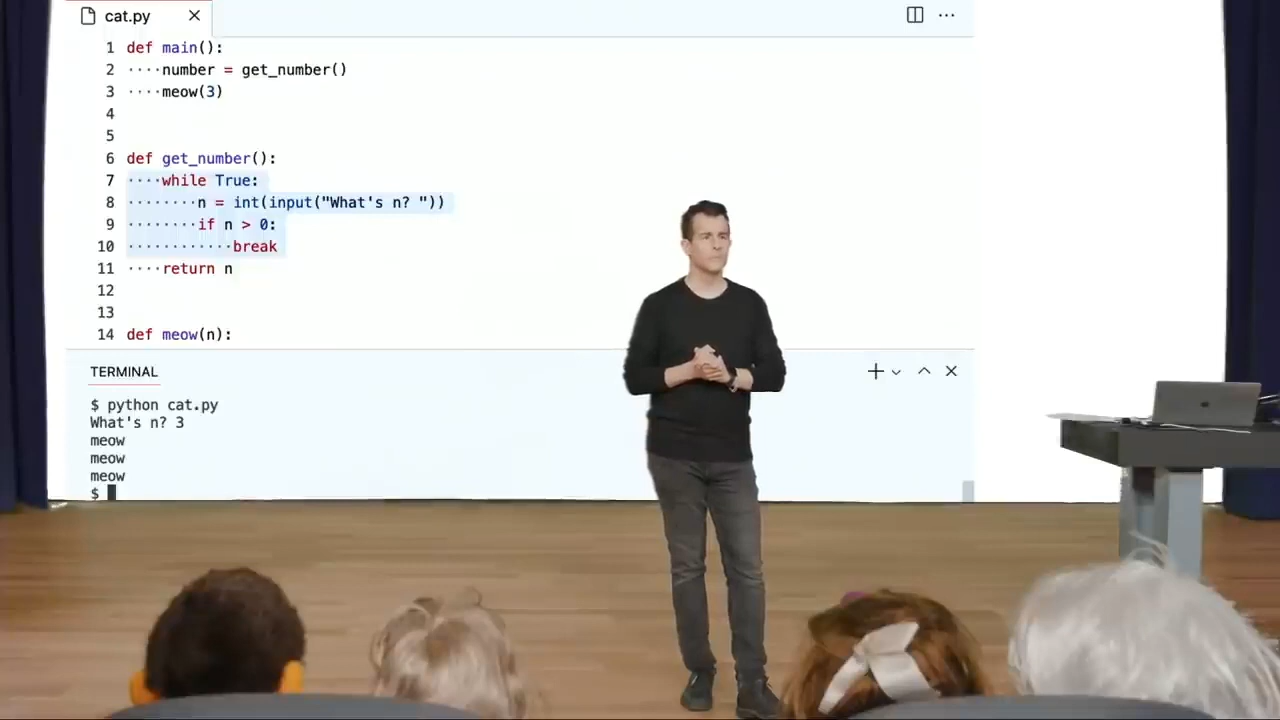 cat.py
1 def main():
2 ····number = get_number()
3 ····meow(3)
4
5
6 def get_number():
7 ····while True:
8 ········n = int(input("What's n? "))
9 ········if n > 0:
10 ············break
11 ····return n
12
13
14 def meow(n):
TERMINAL
$ python cat.py
What's n? 3
meow
meow
meow
$